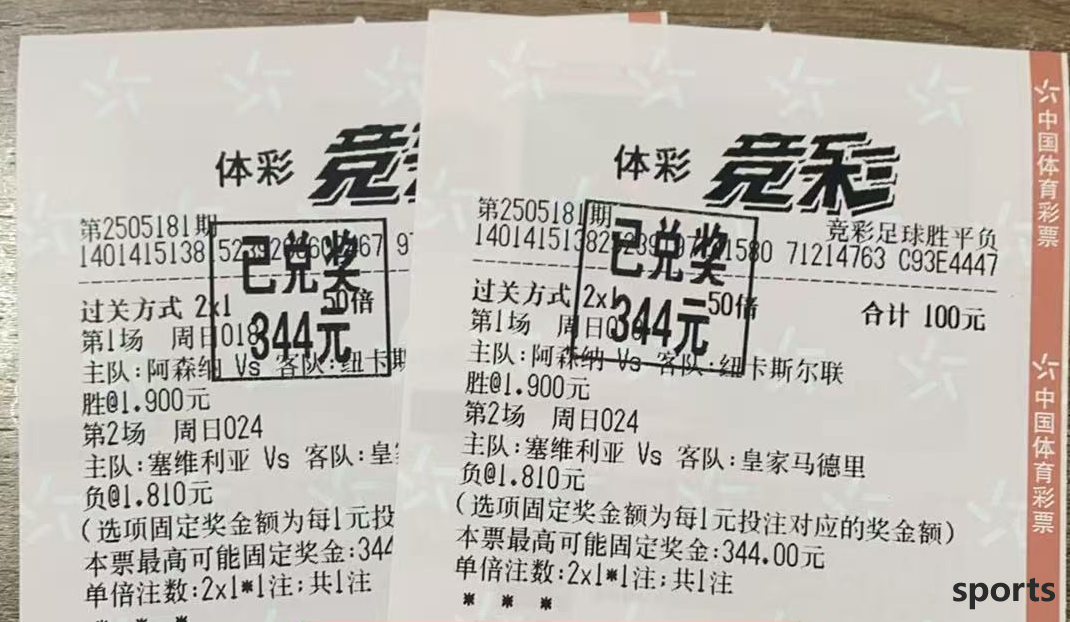 体彩
第2505181期
已兑奖
344元
过关方式 2x1 50倍
第1场 周日018
主队:阿森纳 Vs 客队:纽卡斯
胜@1.900元
第2场 周日024
主队:塞维利亚 Vs 客队:皇
负@1.810元
(选项固定奖金额为每1元投
本票最高可能固定奖金:344
单倍注数:2x1*1注;共1注
* * *
体彩 竞彩
第2505181期 竞彩足球胜平负
71214763 C93E4447
已兑奖
344元
过关方式 2x1 50倍 合计 100元
第1场 周日
主队:阿森纳 Vs 客队:纽卡斯尔联
胜@1.900元
第2场 周日024
主队:塞维利亚 Vs 客队:皇家马德里
负@1.810元
(选项固定奖金额为每1元投注对应的奖金额)
本票最高可能固定奖金:344.00元
单倍注数:2x1*1注;共1注
* * *
中国体育彩票
中国体育彩票
sports